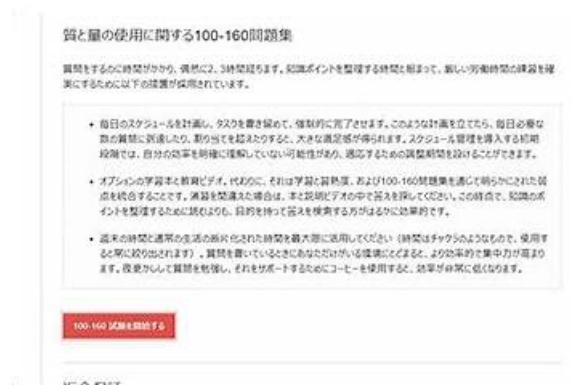 質と量の使用に関する100-160問題集
質問をするのに時間がかかり、偶然に2、3時間経ちます。知識ポイントを整理する時間と相まって、厳しい労働時間の練習を確
実にするために以下の措置が採用されています。
毎日のスケジュールを計画し、タスクを書き留めて、強制的に完了させます。このような計画を立てたら、毎日必要な
数の質問に到達したり、割り当てを超えたりすると、大きな満足感が得られます。スケジュール管理を導入する初期
段階では、自分の効率を明確に理解していない可能性があり、適応するための調整期間を設けることができます。
オプションの学習本と教育ビデオ。代わりに、それは学習と習熟度、および100-160問題集を通じて明らかにされた弱
点を統合することです。演習を間違えた場合は、本と説明ビデオの中で答えを探してください。この時点で、知識のポ
イントを整理するために読むよりも、目的を持って答えを検索する方がはるかに効果的です。
週末の時間と通常の生活の断片化された時間を最大限に活用してください（時間はチャクラのようなもので、使用す
ると常に絞り出されます）。質問を書いているときにあなただけがいる環境にとどまると、より効率的で集中力が高まり
ます。夜更かしして質問を勉強し、それをサポートするためにコーヒーを使用すると、効率が非常に低くなります。
100-160 試験を開始する